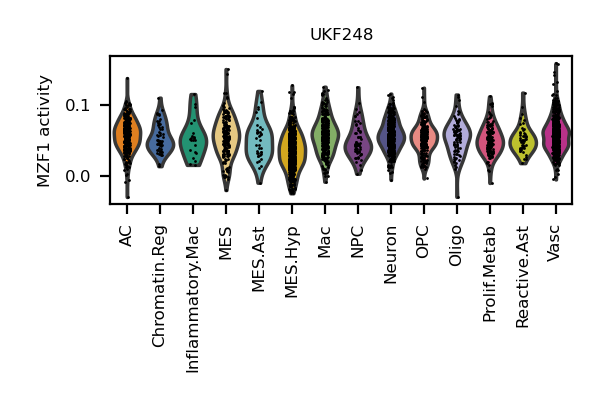 UKF248
MZF1 activity
0.1
0.0
AC
Chromatin.Reg
Inflammatory.Mac
MES
MES.Ast
MES.Hyp
Mac
NPC
Neuron
OPC
Oligo
Prolif.Metab
Reactive.Ast
Vasc